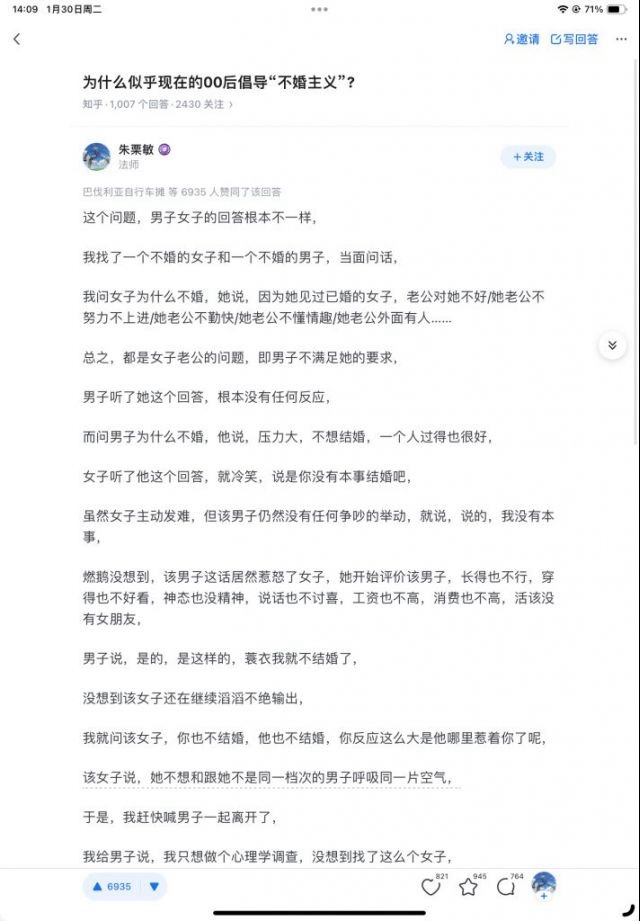 14:09 1月30日周二
71%
邀请 写回答
为什么似乎现在的00后倡导“不婚主义”?
知乎 · 1,007 个回答 · 2430 关注 >
朱栗敏
法师
+ 关注
巴伐利亚自行车摊 等 6935 人赞同了该回答
这个问题，男子女子的回答根本不一样，
我找了一个不婚的女子和一个不婚的男子，当面问话，
我问女子为什么不婚，她说，因为她见过已婚的女子，老公对她不好/她老公不
努力不上进/她老公不勤快/她老公不懂情趣/她老公外面有人……
总之，都是女子老公的问题，即男子不满足她的要求，
男子听了她这个回答，根本没有任何反应，
而问男子为什么不婚，他说，压力大，不想结婚，一个人过得也很好，
女子听了他这个回答，就冷笑，说是你没有本事结婚吧，
虽然女子主动发难，但该男子仍然没有任何争吵的举动，就说，说的，我没有本
事，
燃鹅没想到，该男子这话居然惹怒了女子，她开始评价该男子，长得也不行，穿
得也不好看，神态也没精神，说话也不讨喜，工资也不高，消费也不高，活该没
有女朋友，
男子说，是的，是这样的，蓑衣我就不结婚了，
没想到该女子还在继续滔滔不绝输出，
我就问该女子，你也不结婚，他也不结婚，你反应这么大是他哪里惹着你了呢，
该女子说，她不想和跟她不是同一档次的男子呼吸同一片空气，
于是，我赶快喊男子一起离开了，
我给男子说，我只想做个心理学调查，没想到找了这么个女子，
6935
821
945
764